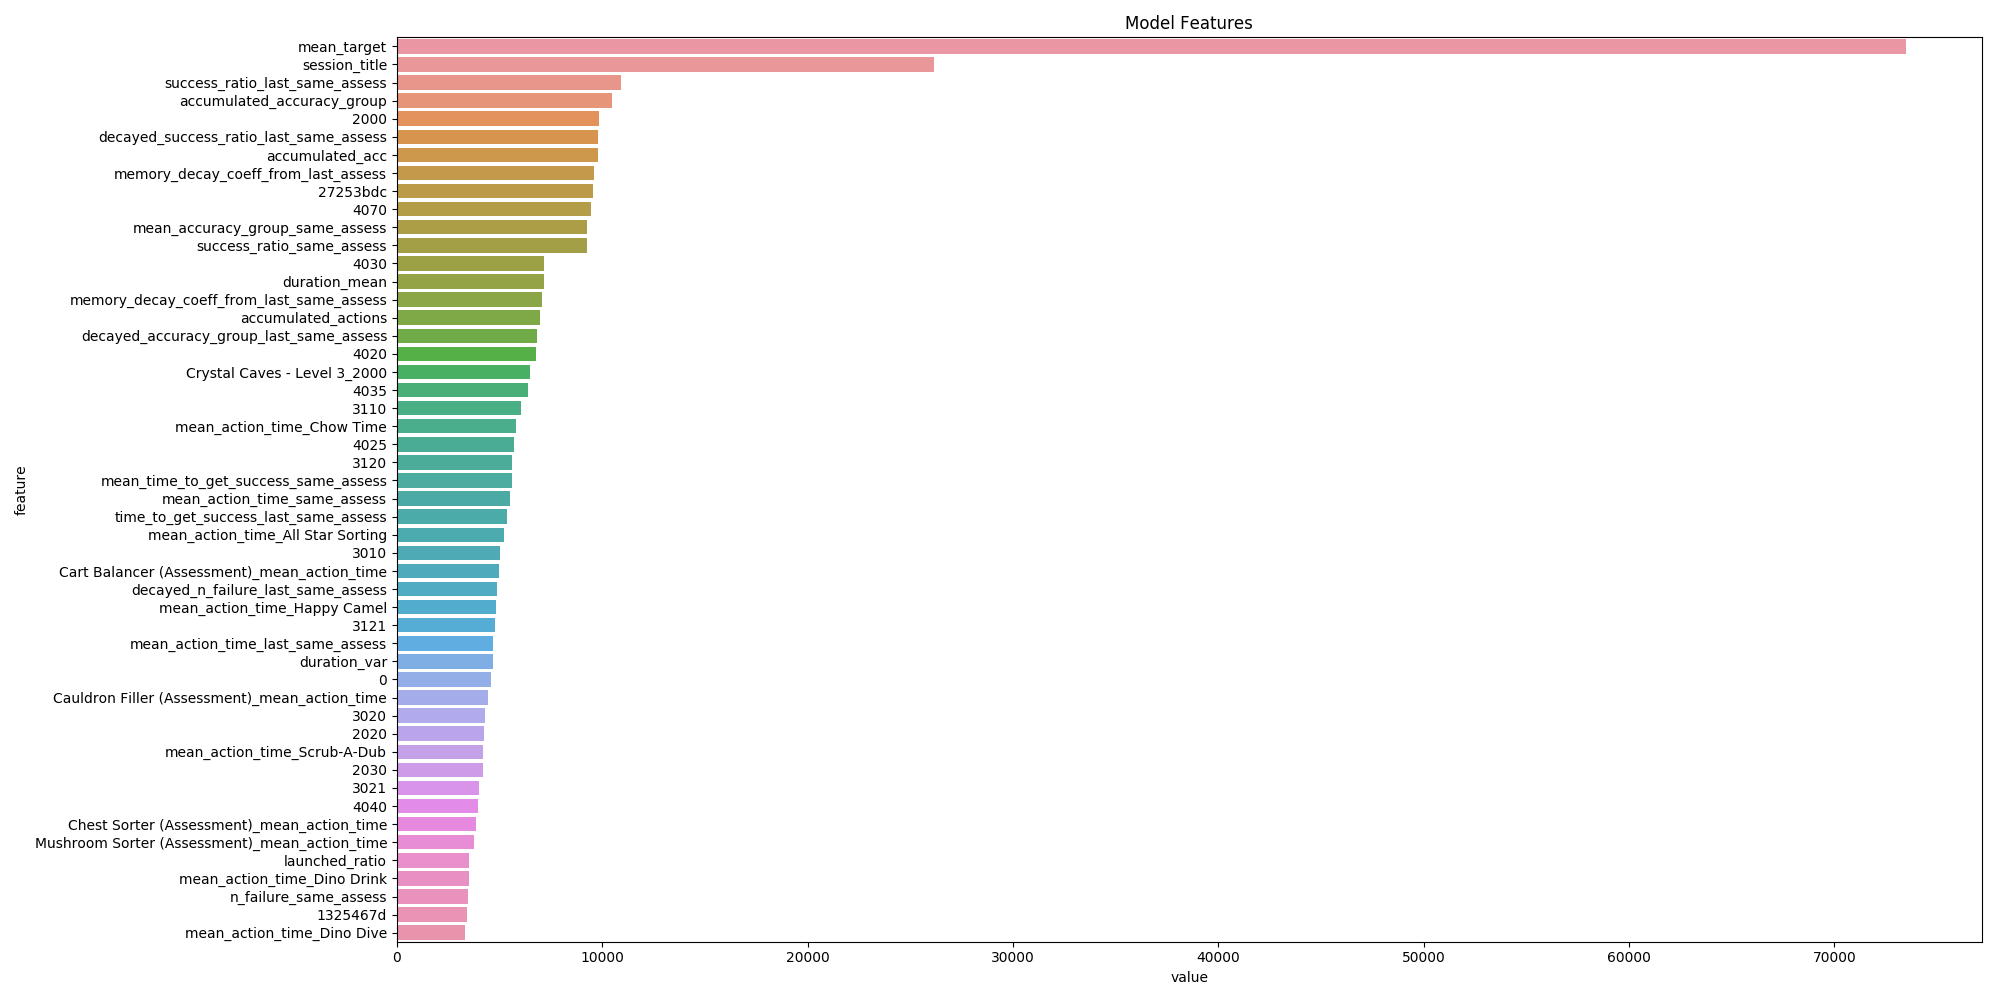 Model Features
mean_target
session_title
success_ratio_last_same_assess
accumulated_accuracy_group
2000
decayed_success_ratio_last_same_assess
accumulated_acc
memory_decay_coeff_from_last_assess
27253bdc
4070
mean_accuracy_group_same_assess
success_ratio_same_assess
4030
duration_mean
memory_decay_coeff_from_last_same_assess
accumulated_actions
decayed_accuracy_group_last_same_assess
4020
Crystal Caves - Level 3_2000
4035
3110
mean_action_time_Chow Time
4025
3120
mean_time_to_get_success_same_assess
mean_action_time_same_assess
time_to_get_success_last_same_assess
mean_action_time_All Star Sorting
3010
Cart Balancer (Assessment)_mean_action_time
decayed_n_failure_last_same_assess
mean_action_time_Happy Camel
3121
mean_action_time_last_same_assess
duration_var
0
Cauldron Filler (Assessment)_mean_action_time
3020
2020
mean_action_time_Scrub-A-Dub
2030
3021
4040
Chest Sorter (Assessment)_mean_action_time
Mushroom Sorter (Assessment)_mean_action_time
launched_ratio
mean_action_time_Dino Drink
n_failure_same_assess
1325467d
mean_action_time_Dino Dive
feature
0 10000 20000 30000 40000 50000 60000 70000
value